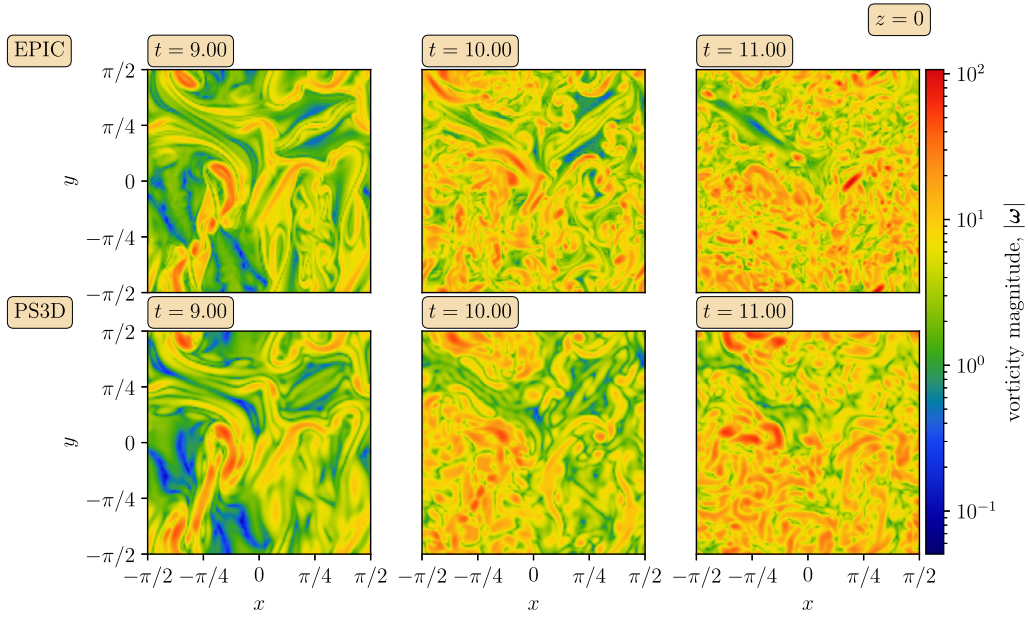 z = 0
EPIC
t = 9.00
t = 10.00
t = 11.00
π/2
π/4
0
−π/4
−π/2
y
PS3D
t = 9.00
t = 10.00
t = 11.00
π/2
π/4
0
−π/4
−π/2
y
−π/2 −π/4 0 π/4 π/2
−π/2 −π/4 0 π/4 π/2
−π/2 −π/4 0 π/4 π/2
x
x
x
10²
10¹
10⁰
10⁻¹
vorticity magnitude, |ω|